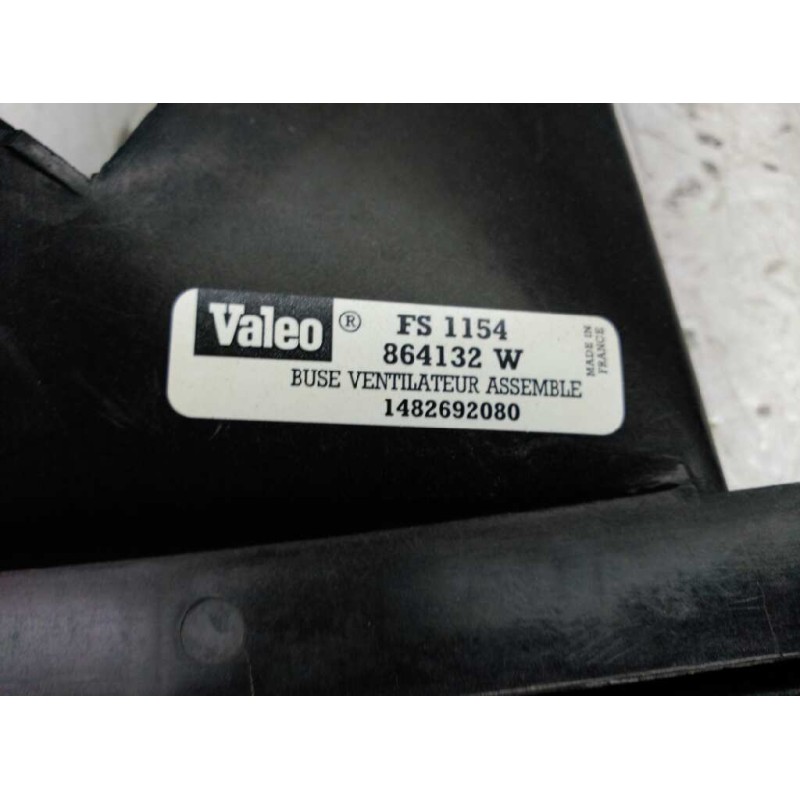 Valeo ® FS 1154
864132 W
BUSE VENTILATEUR ASSEMBLE
1482692080
MADE IN
FRANCE